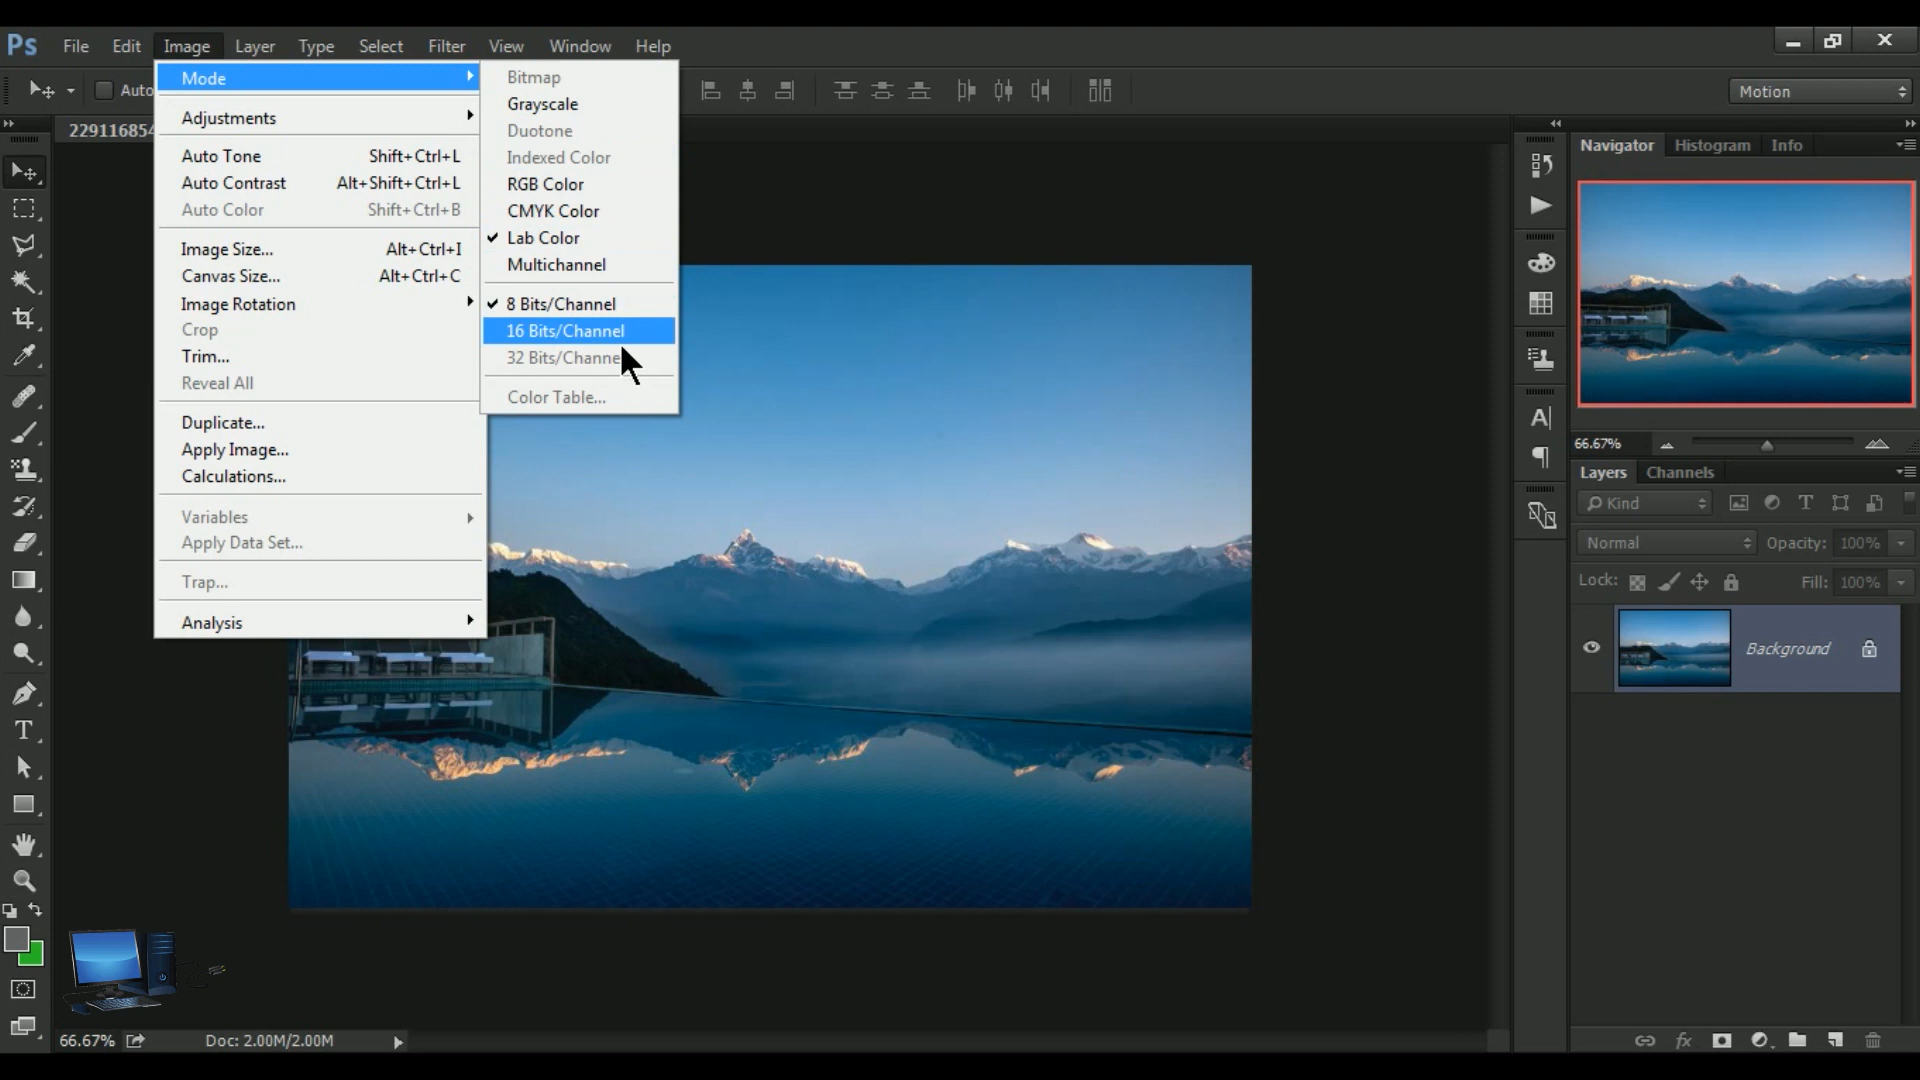 Ps File Edit Image Layer Type Select Filter View Window Help
Auto
Motion
22911685
Mode
Adjustments
Auto Tone Shift+Ctrl+L
Auto Contrast Alt+Shift+Ctrl+L
Auto Color Shift+Ctrl+B
Image Size... Alt+Ctrl+I
Canvas Size... Alt+Ctrl+C
Image Rotation
Crop
Trim...
Reveal All
Duplicate...
Apply Image...
Calculations...
Variables
Apply Data Set...
Trap...
Analysis
Bitmap
Grayscale
Duotone
Indexed Color
RGB Color
CMYK Color
Lab Color
Multichannel
8 Bits/Channel
16 Bits/Channel
32 Bits/Channe
Color Table...
Navigator Histogram Info
66.67%
Layers Channels
Kind
Normal Opacity: 100%
Lock: Fill: 100%
Background
66.67% Doc: 2.00M/2.00M